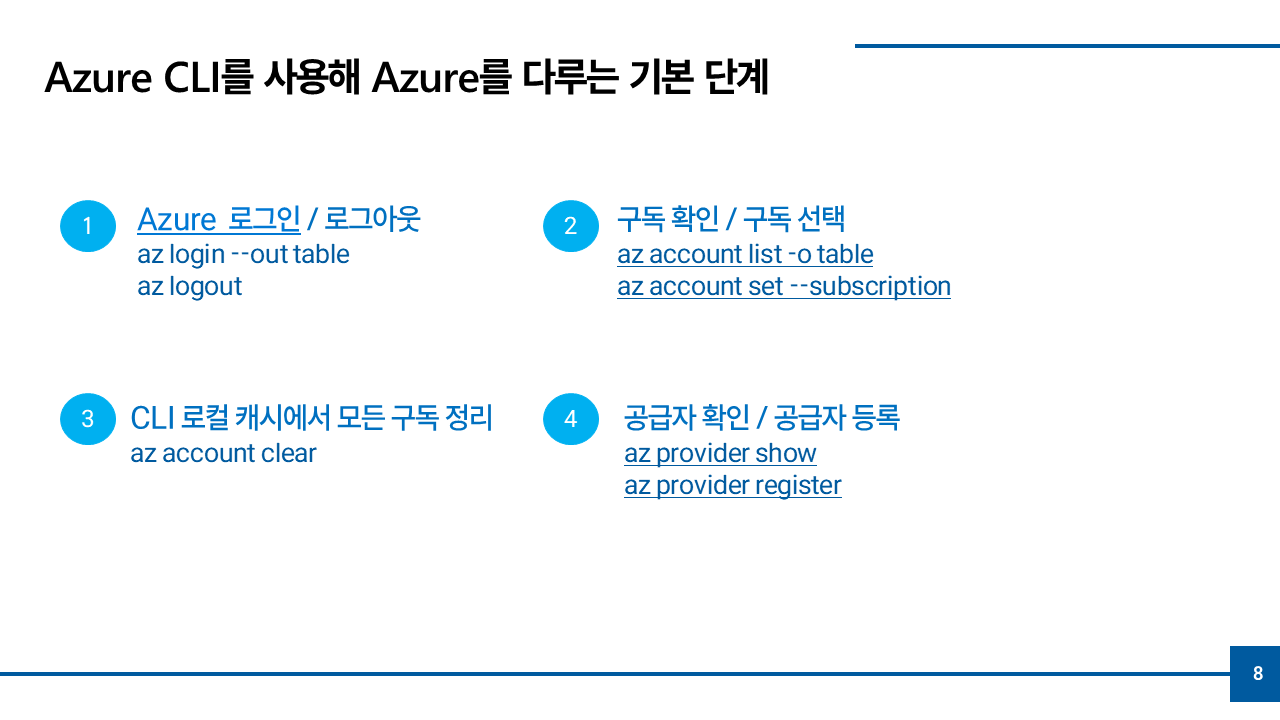 Azure CLI를 사용해 Azure를 다루는 기본 단계
1
Azure 로그인 / 로그아웃
az login --out table
az logout
2
구독 확인 / 구독 선택
az account list -o table
az account set --subscription
3
CLI 로컬 캐시에서 모든 구독 정리
az account clear
4
공급자 확인 / 공급자 등록
az provider show
az provider register
8